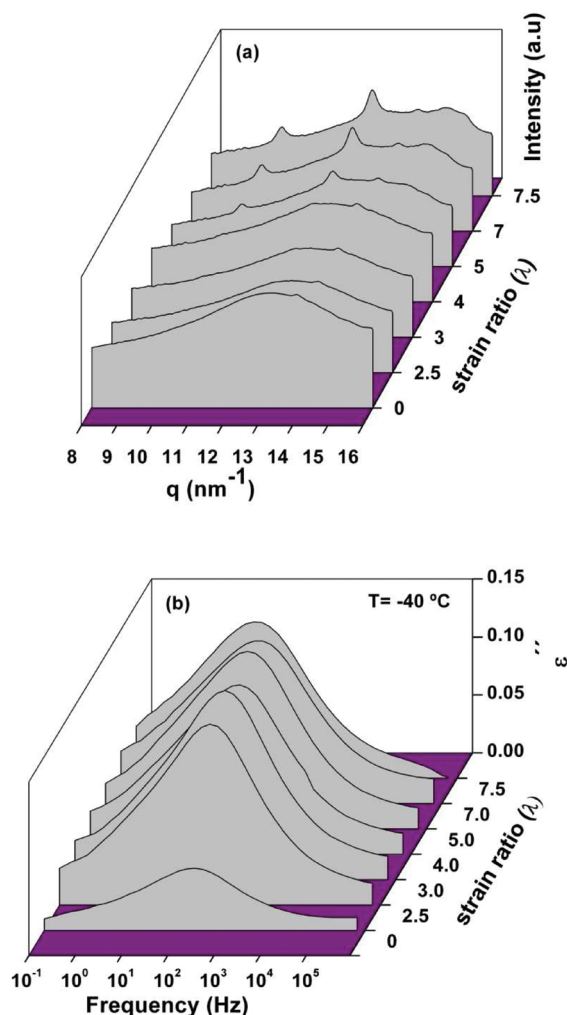 (a)
Intensity (a.u)
7.5
7
5
4
3
2.5
0
strain ratio (λ)
8 9 10 11 12 13 14 15 16
q (nm⁻¹)
(b)
T= -40 ºC
0.15
0.10
0.05
0.00
ε´´
7.5
7.0
5.0
4.0
3.0
2.5
0
strain ratio (λ)
10⁻¹ 10⁰ 10¹ 10² 10³ 10⁴ 10⁵
Frequency (Hz)